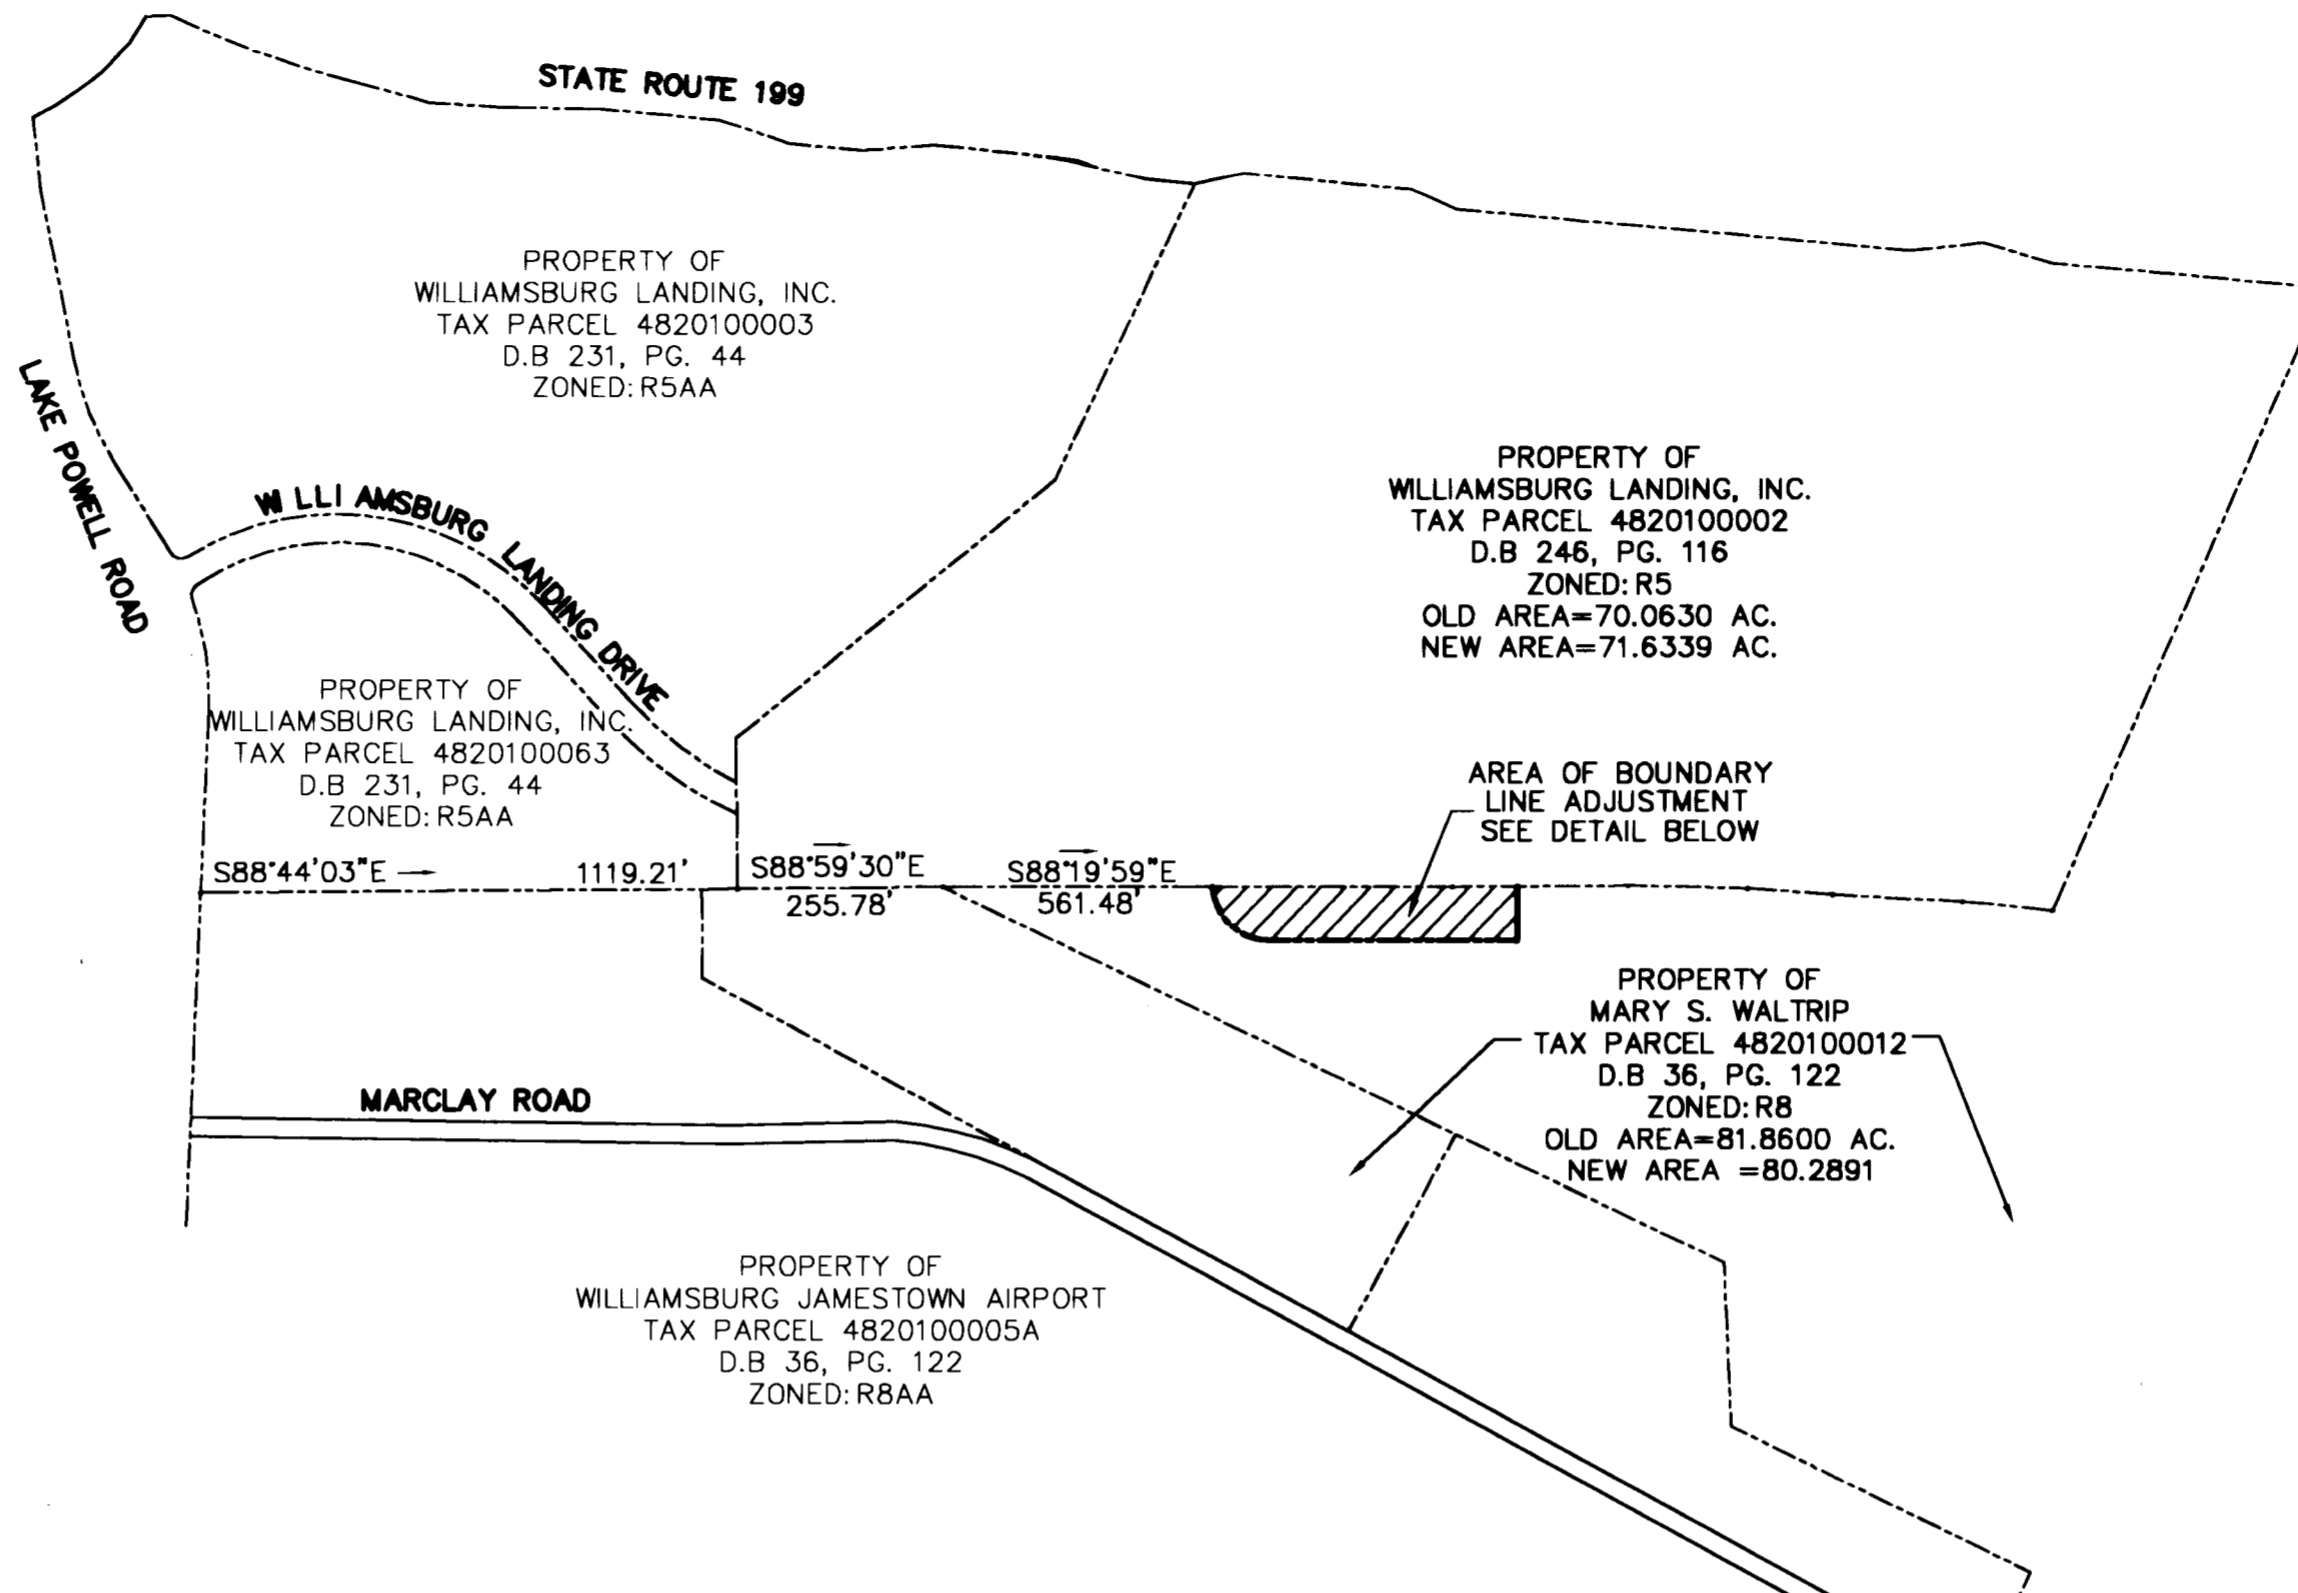 STATE ROUTE 199
PROPERTY OF
WILLIAMSBURG LANDING, INC.
TAX PARCEL 4820100003
D.B 231, PG. 44
ZONED: R5AA
LAKE POWELL ROAD
WILLIAMSBURG LANDING DRIVE
PROPERTY OF
WILLIAMSBURG LANDING, INC.
TAX PARCEL 4820100002
D.B 246, PG. 116
ZONED: R5
OLD AREA=70.0630 AC.
NEW AREA=71.6339 AC.
PROPERTY OF
WILLIAMSBURG LANDING, INC.
TAX PARCEL 4820100063
D.B 231, PG. 44
ZONED: R5AA
AREA OF BOUNDARY
LINE ADJUSTMENT
SEE DETAIL BELOW
S88°44'03"E 1119.21'
S88°59'30"E
255.78'
S88°19'59"E
561.48'
PROPERTY OF
MARY S. WALTRIP
TAX PARCEL 4820100012
D.B 36, PG. 122
ZONED: R8
OLD AREA=81.8600 AC.
NEW AREA =80.2891
MARCLAY ROAD
PROPERTY OF
WILLIAMSBURG JAMESTOWN AIRPORT
TAX PARCEL 4820100005A
D.B 36, PG. 122
ZONED: R8AA